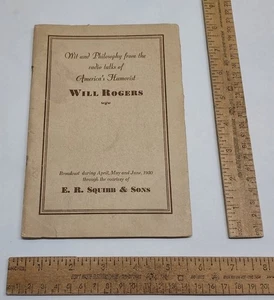 Wit and Philosophy from the
radio talks of
America's Humorist
WILL ROGERS
Broadcast during April, May and June, 1930
through the courtesy of
E. R. SQUIBB & SONS